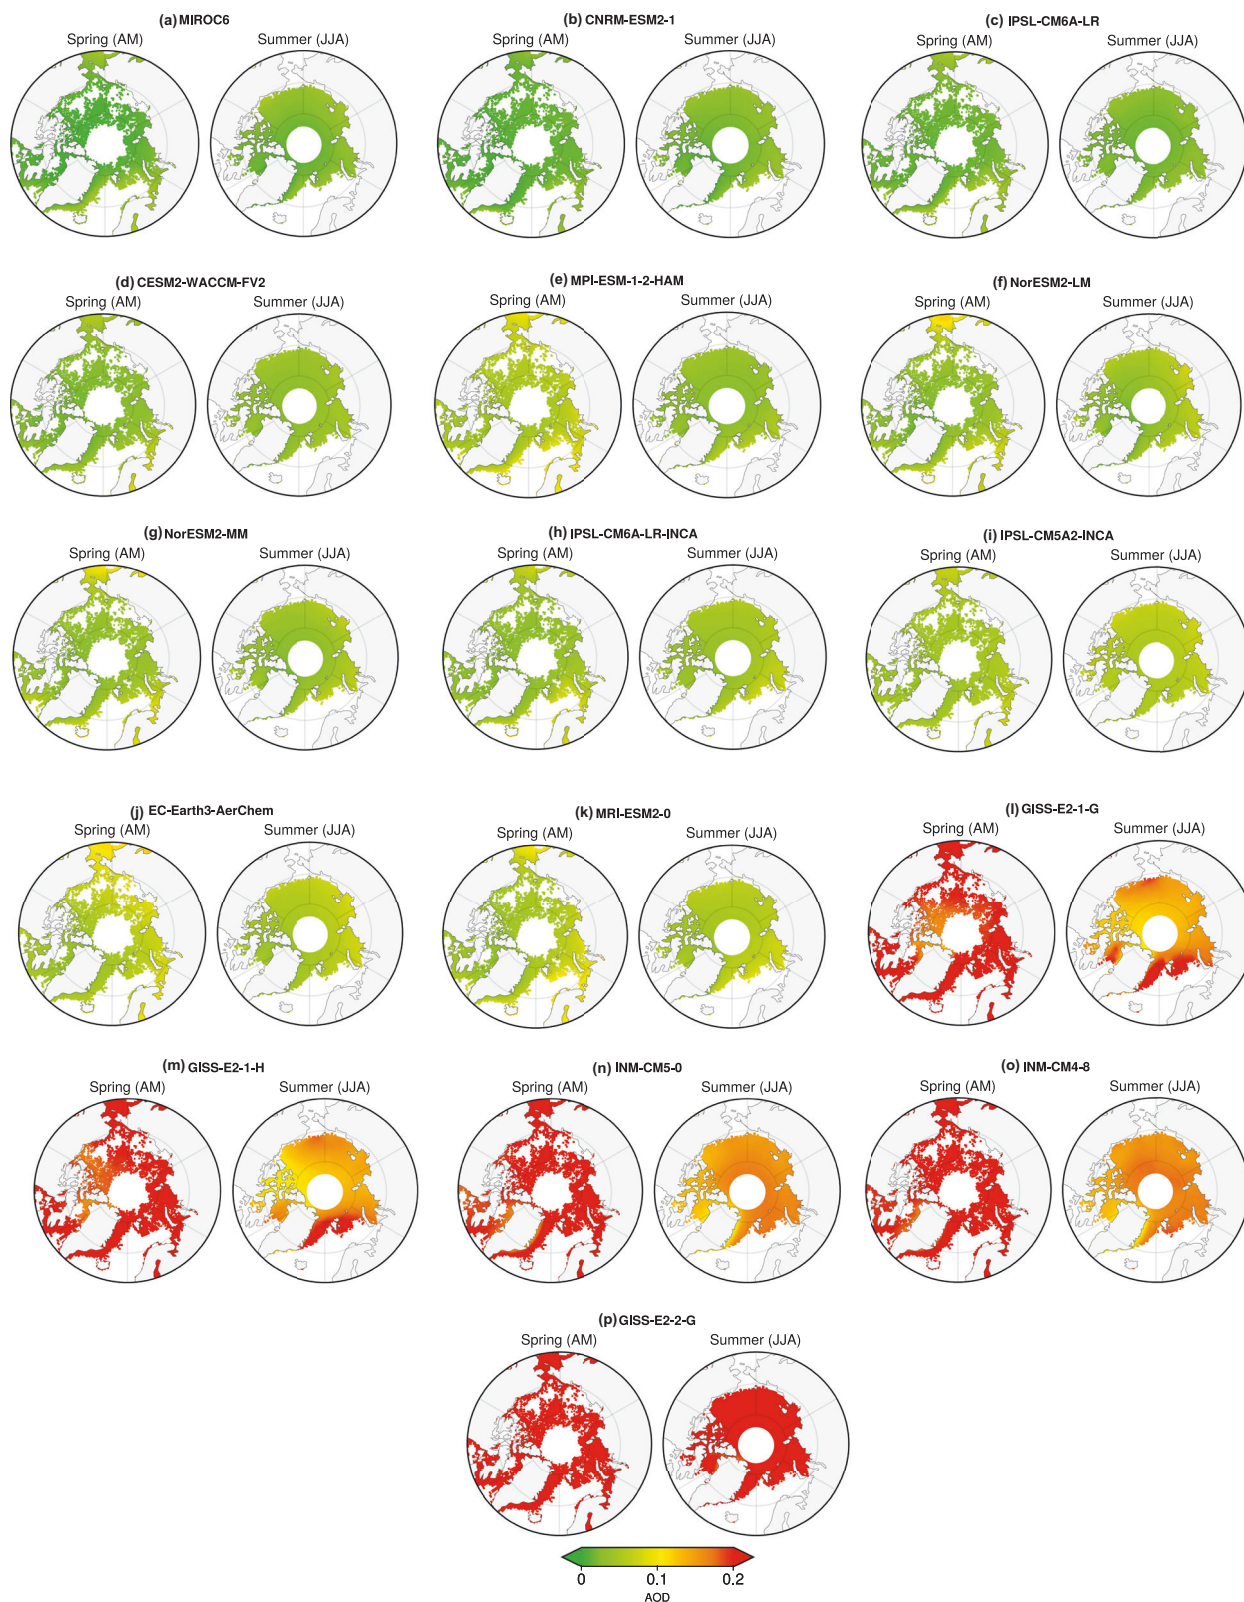 (a) MIROC6
Spring (AM) Summer (JJA)
(b) CNRM-ESM2-1
Spring (AM) Summer (JJA)
(c) IPSL-CM6A-LR
Spring (AM) Summer (JJA)
(d) CESM2-WACCM-FV2
Spring (AM) Summer (JJA)
(e) MPI-ESM-1-2-HAM
Spring (AM) Summer (JJA)
(f) NorESM2-LM
Spring (AM) Summer (JJA)
(g) NorESM2-MM
Spring (AM) Summer (JJA)
(h) IPSL-CM6A-LR-INCA
Spring (AM) Summer (JJA)
(i) IPSL-CM5A2-INCA
Spring (AM) Summer (JJA)
(j) EC-Earth3-AerChem
Spring (AM) Summer (JJA)
(k) MRI-ESM2-0
Spring (AM) Summer (JJA)
(l) GISS-E2-1-G
Spring (AM) Summer (JJA)
(m) GISS-E2-1-H
Spring (AM) Summer (JJA)
(n) INM-CM5-0
Spring (AM) Summer (JJA)
(o) INM-CM4-8
Spring (AM) Summer (JJA)
(p) GISS-E2-2-G
Spring (AM) Summer (JJA)
0 0.1 0.2
AOD